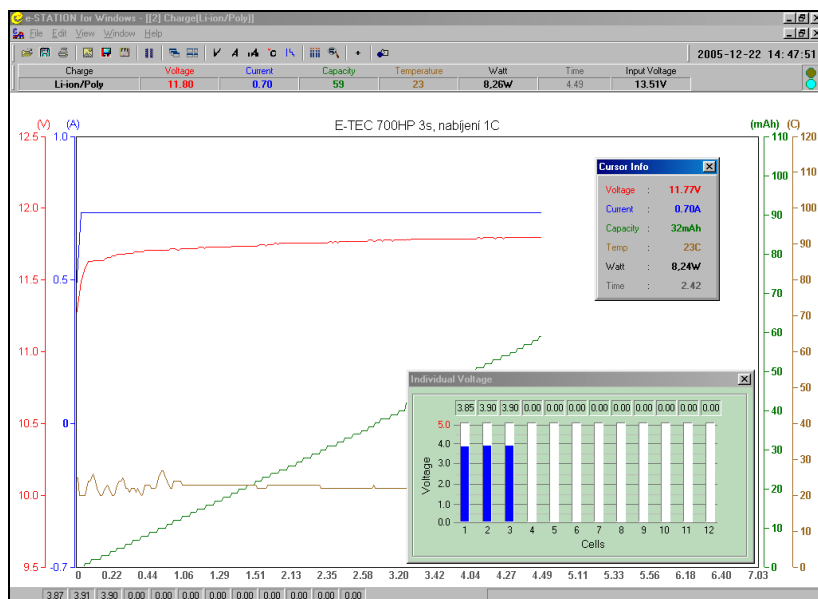 e-STATION for Windows - [[2] Charge(Li-ion/Poly)]
File Edit View Window Help
2005-12-22 14:47:51
Charge Voltage Current Capacity Temperature Watt Time Input Voltage
Li-ion/Poly 11.80 0.70 59 23 8,26W 4.49 13.51V
E-TEC 700HP 3s, nabíjení 1C
(V) (A) (mAh) (C)
12.5 1.0 110 120
110
100
12.0 90 100
80 90
11.5 0.5 70 80
70
60
11.0 50 60
50
10.5 0 40 40
30
30
10.0 20 20
10 10
9.5 -0.7 0 0
Cursor Info
Voltage : 11.77V
Current : 0.70A
Capacity : 32mAh
Temp : 23C
Watt : 8,24W
Time : 2.42
Individual Voltage
3.85 3.90 3.90 0.00 0.00 0.00 0.00 0.00 0.00 0.00 0.00
5.0
4.0
3.0
2.0
1.0
0.0
Voltage
1 2 3 4 5 6 7 8 9 10 11 12
Cells
0 0.22 0.44 1.06 1.29 1.51 2.13 2.35 2.58 3.20 3.42 4.04 4.27 4.49 5.11 5.33 5.56 6.18 6.40 7.03
3.87 3.91 3.90 0.00 0.00 0.00 0.00 0.00 0.00 0.00 0.00